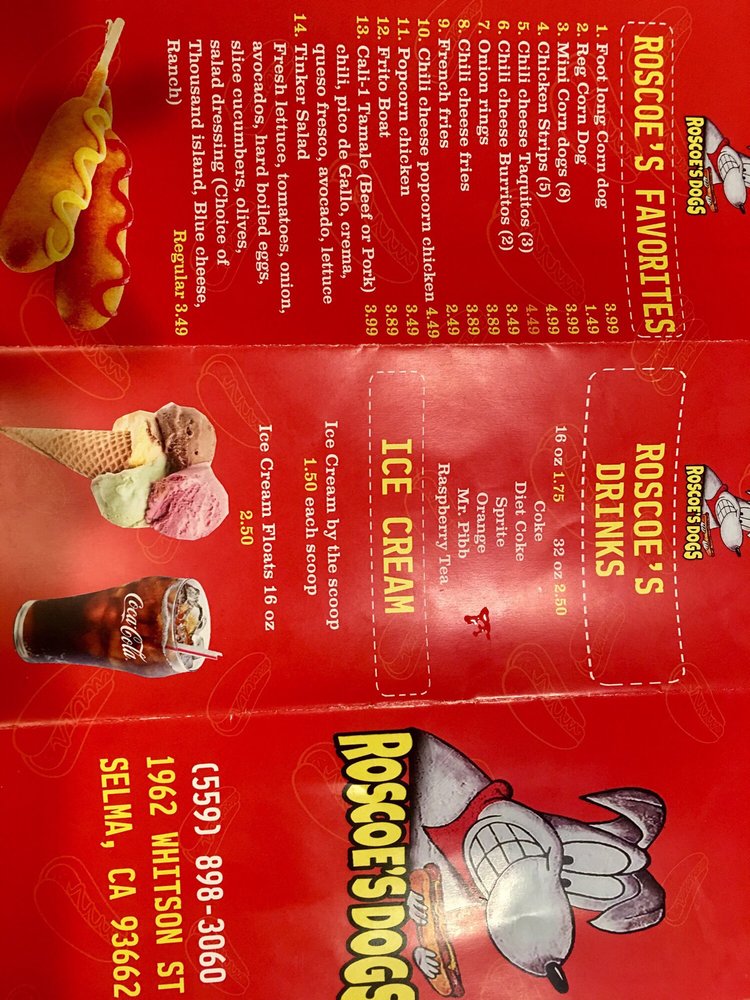 ROSCOE'S DOGS
ROSCOE'S FAVORITES
1. Foot long Corn dog 3.99
2. Reg Corn Dog 1.49
3. Mini Corn dogs (8) 3.99
4. Chicken Strips (5) 4.99
5. Chili cheese Taquitos (3) 4.49
6. Chili cheese Burritos (2) 3.49
7. Onion rings 3.89
8. Chili cheese fries 3.89
9. French fries 2.49
10. Chili cheese popcorn chicken 4.49
11. Popcorn chicken 3.49
12. Frito Boat 3.89
13. Cali-1 Tamale (Beef or Pork) 3.99
chili, pico de Gallo, crema,
queso fresco, avocado, lettuce
14. Tinker Salad
Fresh lettuce, tomatoes, onion,
avocados, hard boiled eggs,
slice cucumbers, olives,
salad dressing (Choice of
Thousand island, Blue cheese,
Ranch)
Regular 3.49
ROSCOE'S DOGS
ROSCOE'S
DRINKS
16 oz 1.75 32 oz 2.50
Coke
Diet Coke
Sprite
Orange
Mr. Pibb
Raspberry Tea
ICE CREAM
Ice Cream by the scoop
1.50 each scoop
Ice Cream Floats 16 oz
2.50
Coca-Cola
ROSCOE'S DOGS
(559) 898-3060
1962 WHITSON ST
SELMA, CA 93662